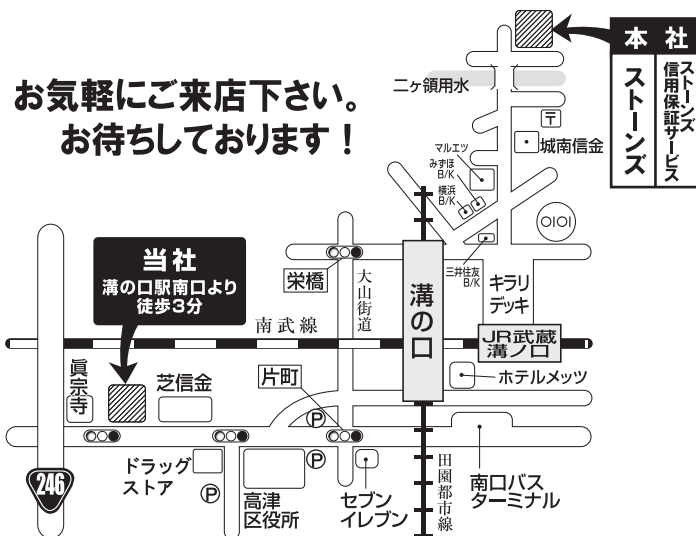 お気軽にご来店下さい。
お待ちしております！
本社
ストーンズ
ストーンズ
信用保証サービス
二ヶ領用水
〒
城南信金
マルエツ
みずほ
B/K
横浜
B/K
OIOI
三井住友
B/K
キラリ
デッキ
当社
溝の口駅南口より
徒歩3分
栄橋
大山街道
溝の口
南武線
JR武蔵
溝ノ口
眞宗寺
芝信金
片町
ホテルメッツ
P
P
P
ドラッグ
ストア
高津
区役所
セブン
イレブン
田園都市線
南口バス
ターミナル
246